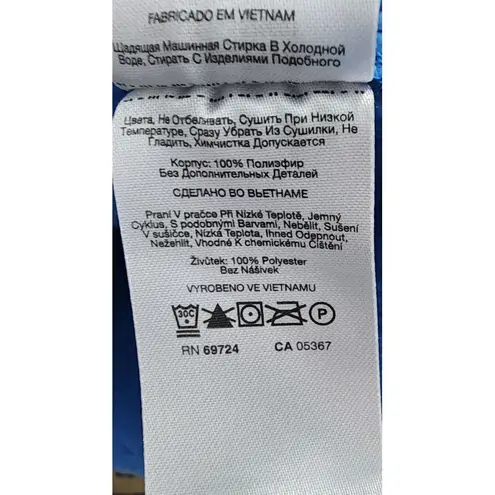 FABRICADO EM VIETNAM
Щадящая Машинная Стирка В Холодной
Воде, Стирать С Изделиями Подобного
Цвета, Не Отбеливать, Сушить При Низкой
Температуре, Сразу Убрать Из Сушилки, Не
Гладить, Химчистка Допускается
Корпус: 100% Полиэфир
Без Дополнительных Деталей
СДЕЛАНО ВО ВЬЕТНАМЕ
Praní V pračce Při Nízké Teplotě, Jemný
Cyklus, S podobnými Barvami, Nebělit, Sušení
V sušičce, Nízká Teplota, Ihned Odepnout,
Nežehlit, Vhodné K chemickému Čištění
Živůtek: 100% Polyester
Bez Nášivek
VYROBENO VE VIETNAMU
30C P
RN 69724 CA 05367